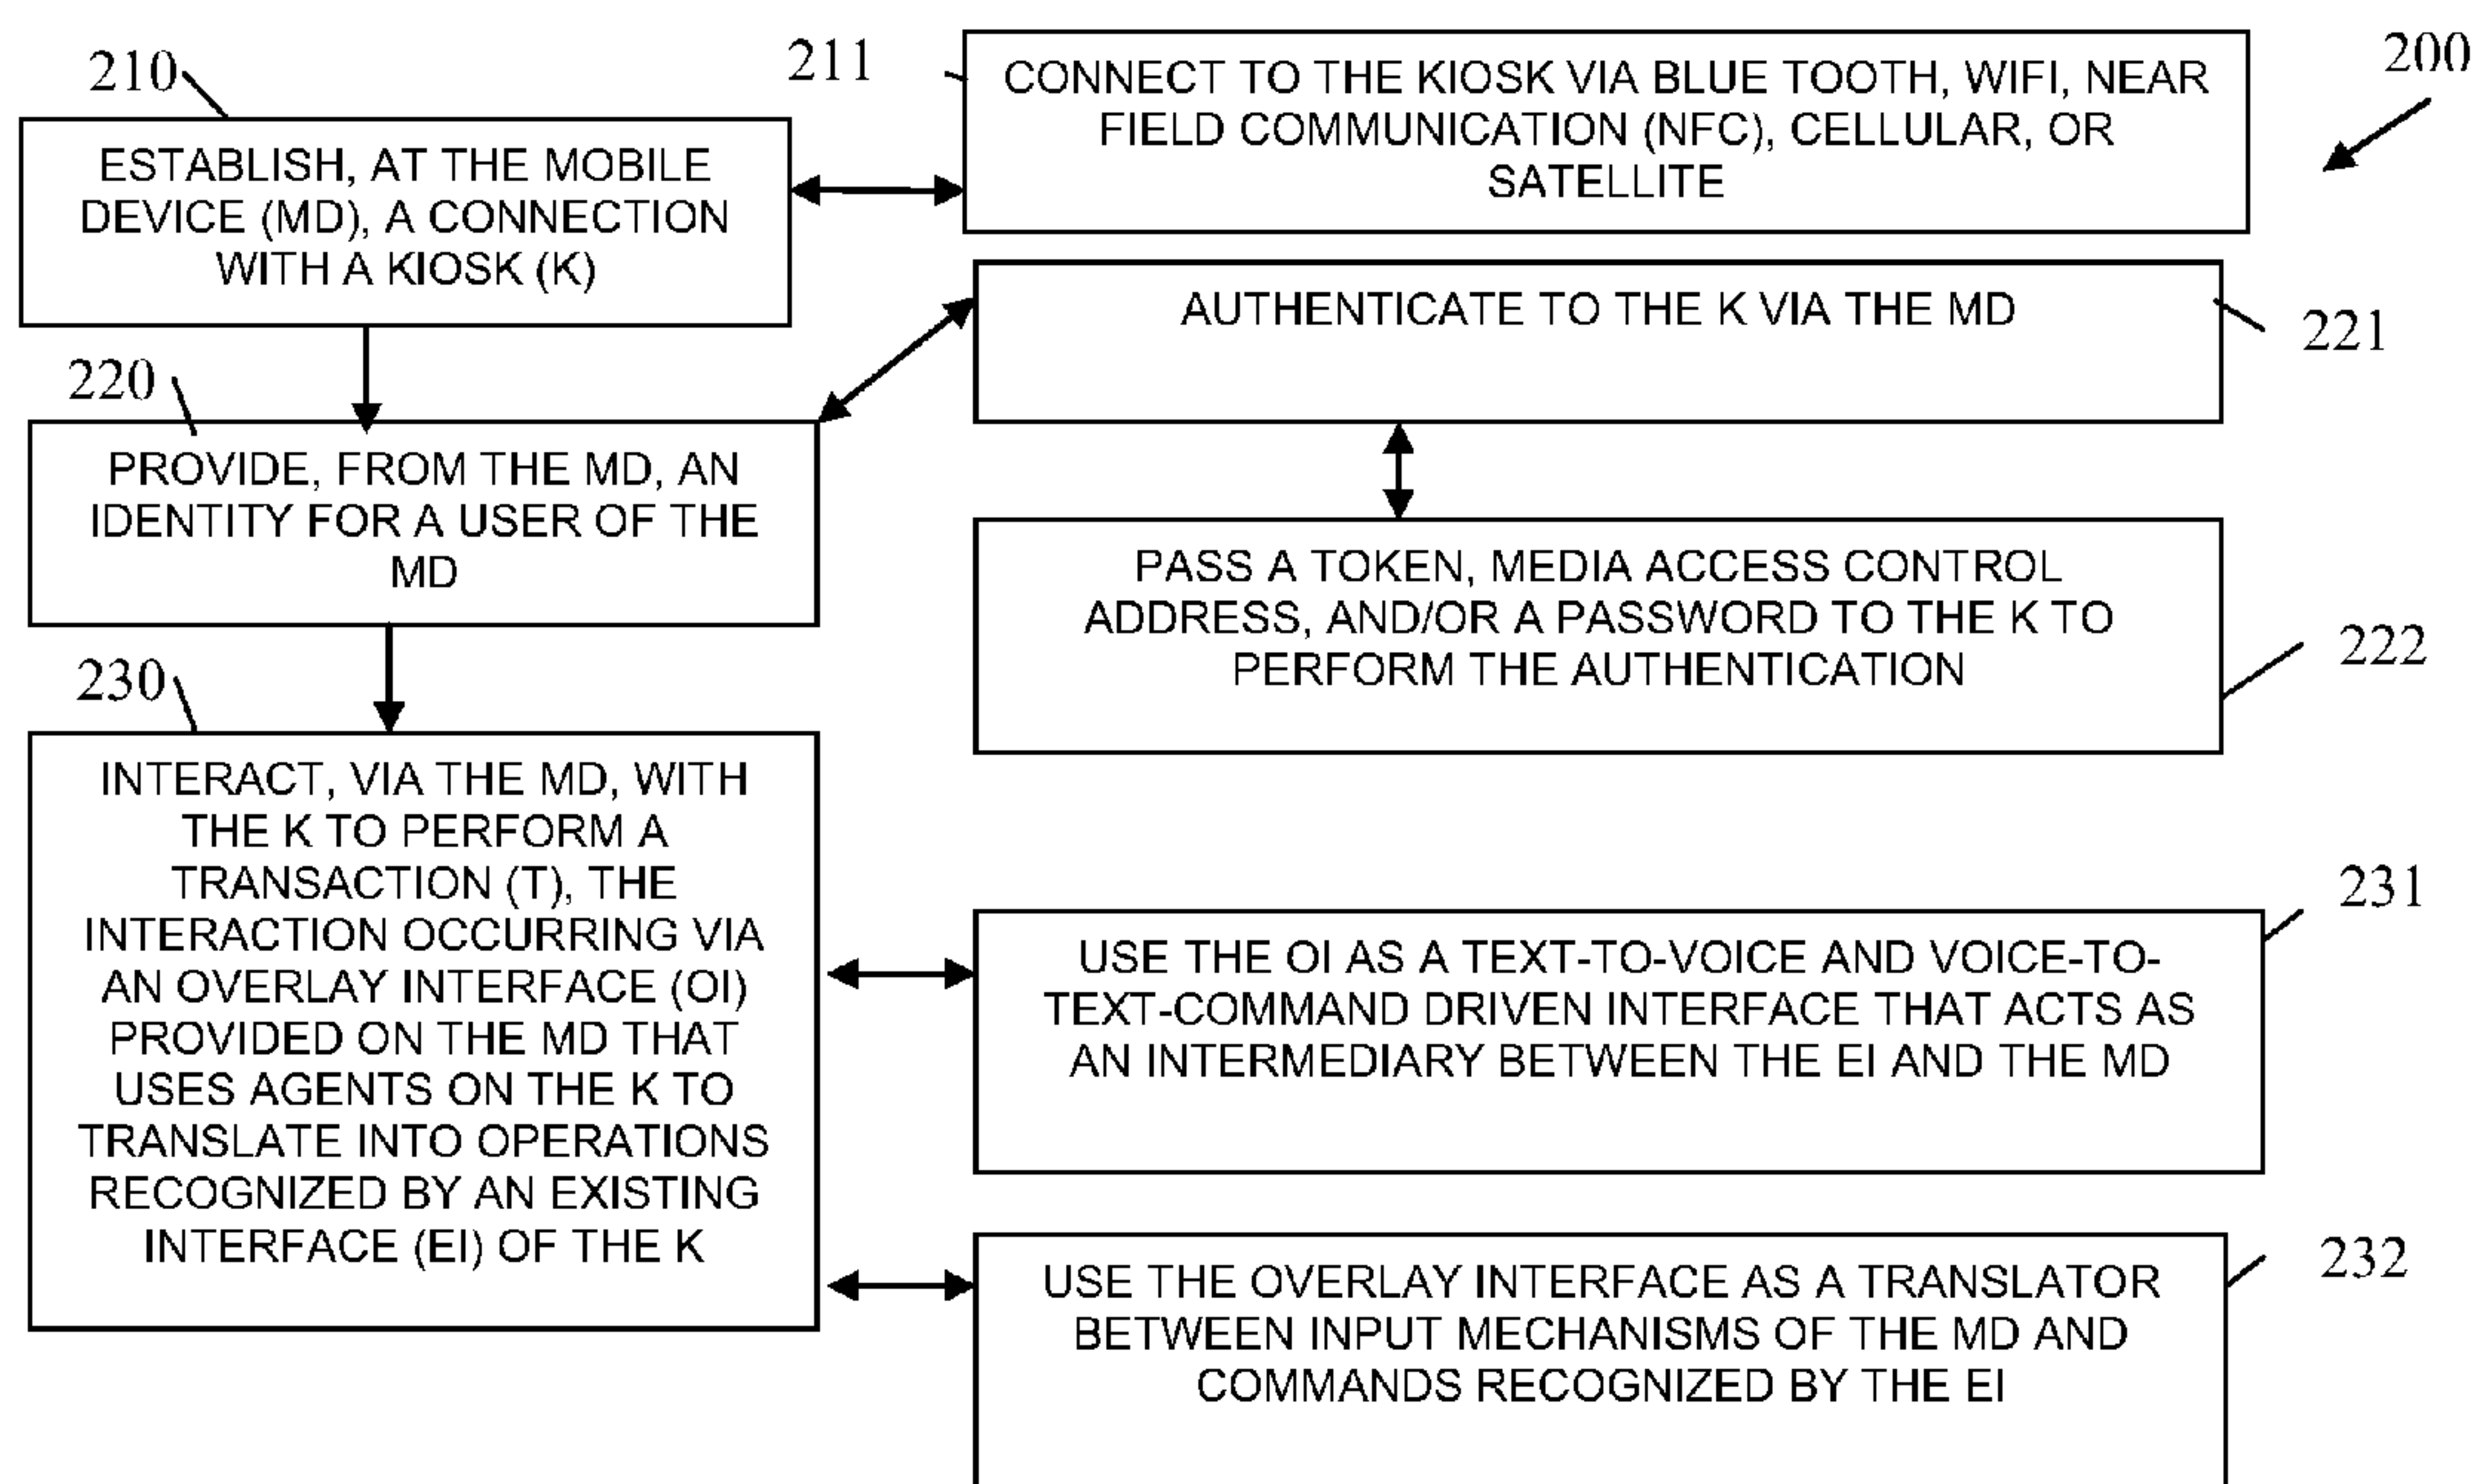 210
ESTABLISH, AT THE MOBILE
DEVICE (MD), A CONNECTION
WITH A KIOSK (K)
211
CONNECT TO THE KIOSK VIA BLUE TOOTH, WIFI, NEAR
FIELD COMMUNICATION (NFC), CELLULAR, OR
SATELLITE
200
220
PROVIDE, FROM THE MD, AN
IDENTITY FOR A USER OF THE
MD
AUTHENTICATE TO THE K VIA THE MD
221
PASS A TOKEN, MEDIA ACCESS CONTROL
ADDRESS, AND/OR A PASSWORD TO THE K TO
PERFORM THE AUTHENTICATION
222
230
INTERACT, VIA THE MD, WITH
THE K TO PERFORM A
TRANSACTION (T), THE
INTERACTION OCCURRING VIA
AN OVERLAY INTERFACE (OI)
PROVIDED ON THE MD THAT
USES AGENTS ON THE K TO
TRANSLATE INTO OPERATIONS
RECOGNIZED BY AN EXISTING
INTERFACE (EI) OF THE K
231
USE THE OI AS A TEXT-TO-VOICE AND VOICE-TO-
TEXT-COMMAND DRIVEN INTERFACE THAT ACTS AS
AN INTERMEDIARY BETWEEN THE EI AND THE MD
232
USE THE OVERLAY INTERFACE AS A TRANSLATOR
BETWEEN INPUT MECHANISMS OF THE MD AND
COMMANDS RECOGNIZED BY THE EI